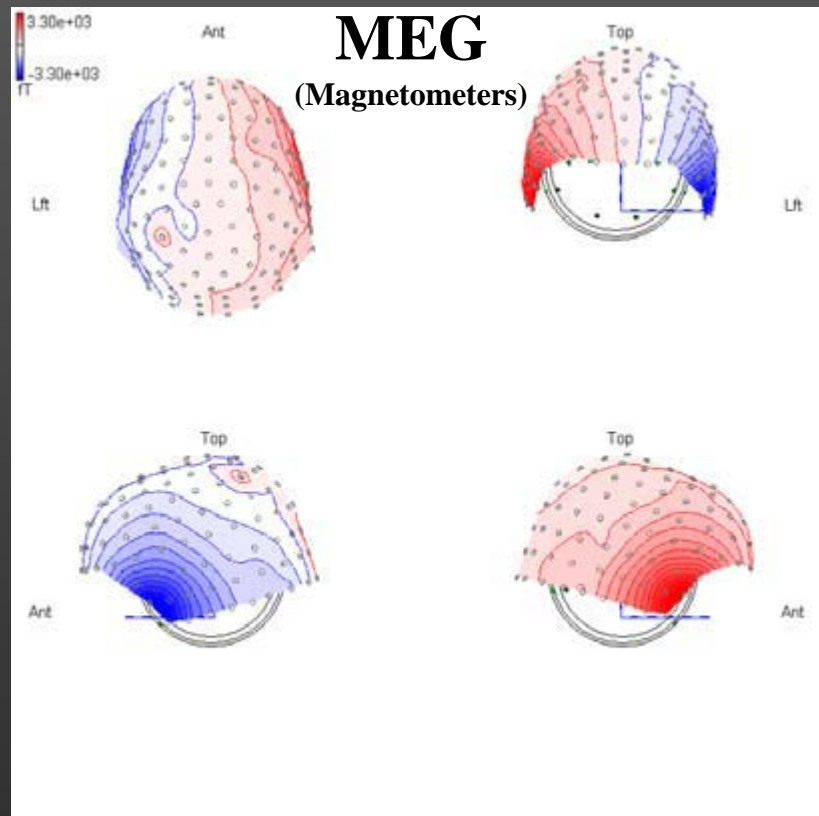 3.30e+03
-3.30e+03
fT
MEG
(Magnetometers)
Ant
Lft
Top
Lft
Top
Ant
Top
Ant